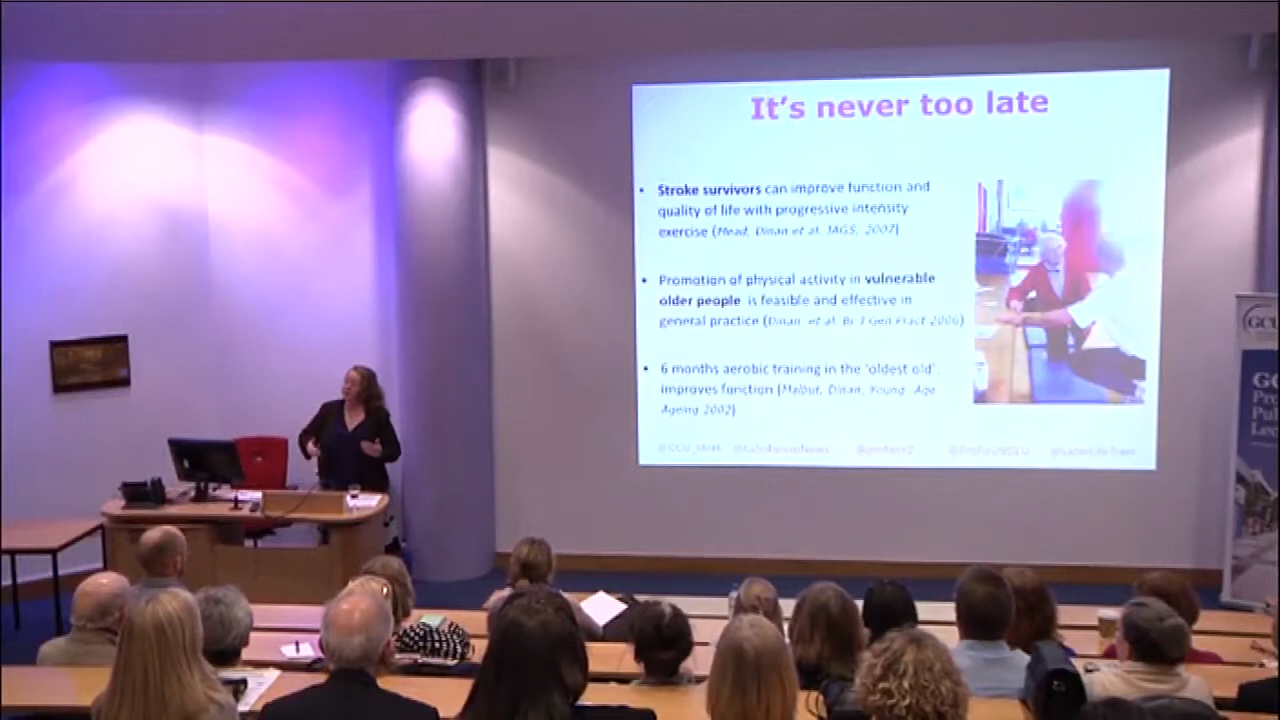 It's never too late
• Stroke survivors can improve function and
quality of life with progressive intensity
exercise (Mead, Dinan et al. JAGS, 2007)
• Promotion of physical activity in vulnerable
older people is feasible and effective in
general practice (Dinan et al. Br J Gen Pract 2006)
• 6 months aerobic training in the 'oldest old',
improves function (Malbut, Dinan, Young, Age
Ageing 2002)